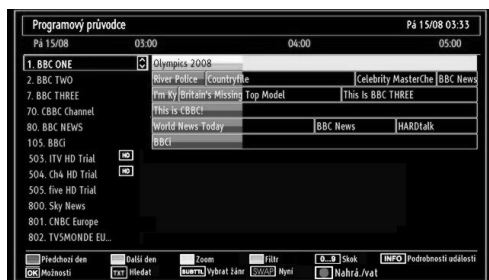 Programový průvodce Pá 15/08 03:33
Pá 15/08 03:00 04:00 05:00
1. BBC ONE Olympics 2008
2. BBC TWO River Police Countryfile Celebrity MasterChe BBC News
7. BBC THREE I'm Ky Britain's Missing Top Model This Is BBC THREE
70. CBBC Channel This is CBBC!
80. BBC NEWS World News Today BBC News HARDtalk
105. BBCi BBCi
503. ITV HD Trial HD
504. Ch4 HD Trial HD
505. five HD Trial
800. Sky News
801. CNBC Europe
802. TV5MONDE EU...
Předchozí den Další den Zoom Filtr 0...9 Skok INFO Podrobnosti události
OK Možnosti TXT Hledat SUBTTL Vybrat žánr SWAP Nyní Nahrá./vat